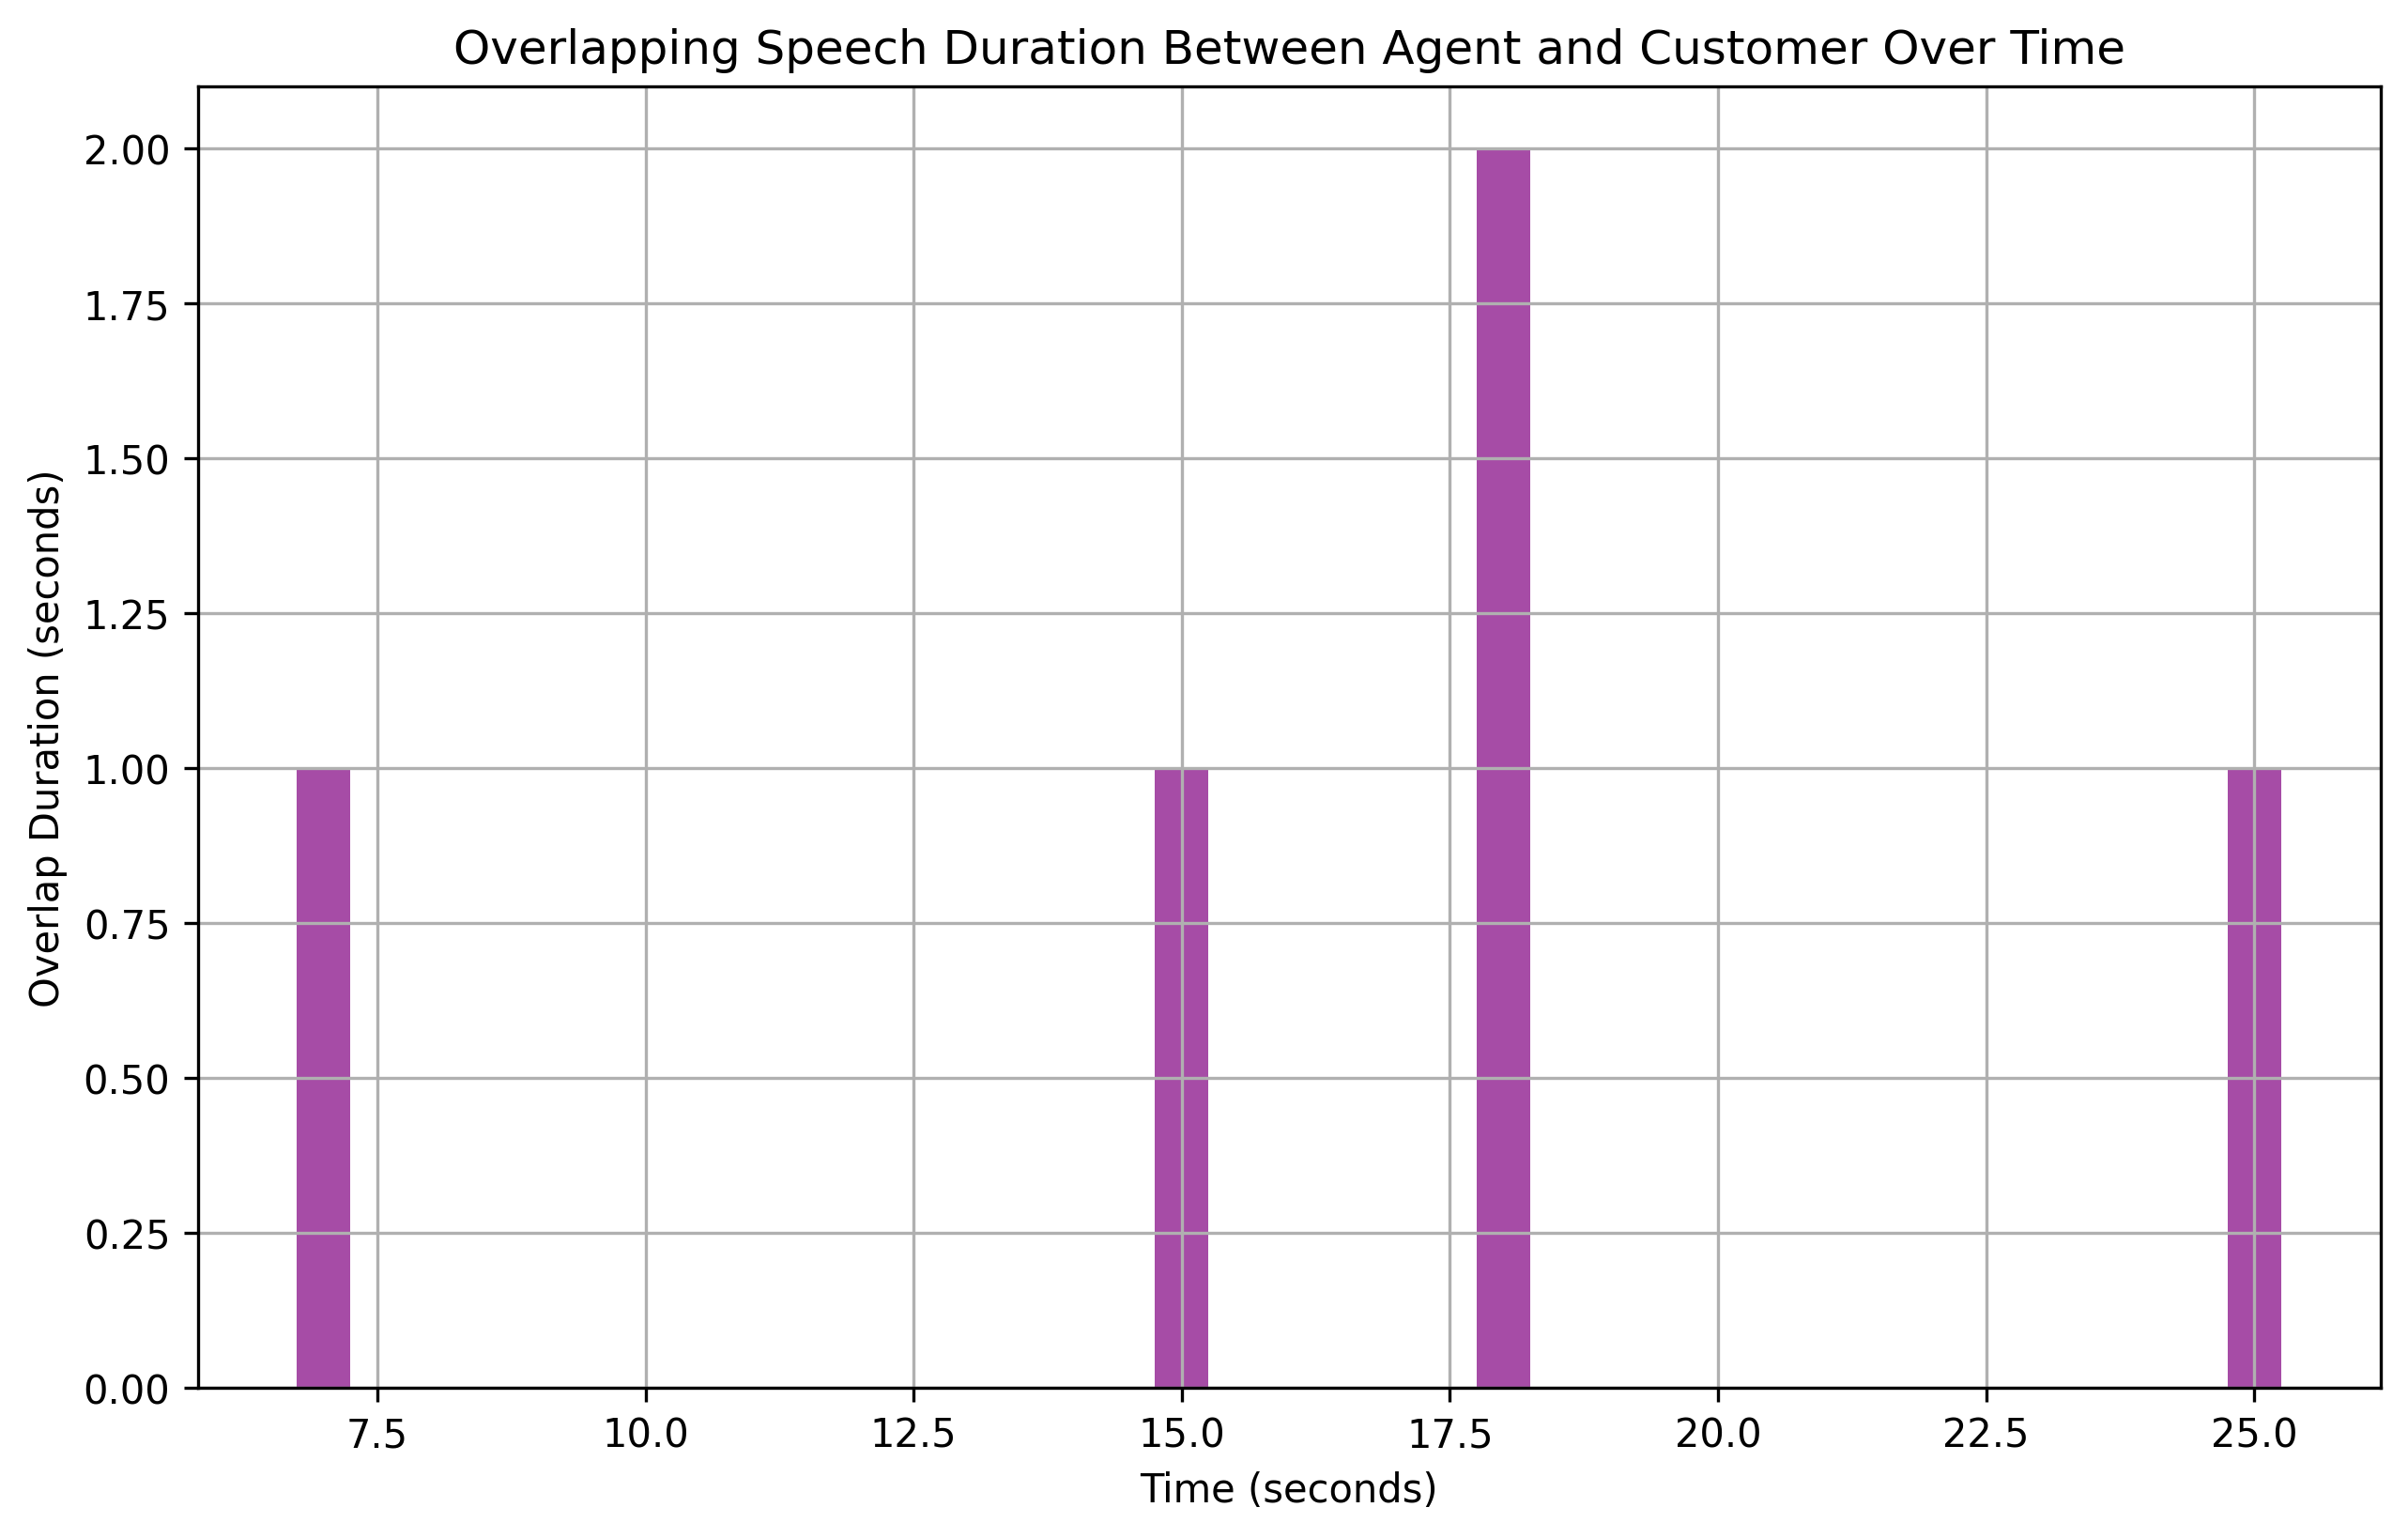 Overlapping Speech Duration Between Agent and Customer Over Time
Overlap Duration (seconds)
2.00
1.75
1.50
1.25
1.00
0.75
0.50
0.25
0.00
7.5 10.0 12.5 15.0 17.5 20.0 22.5 25.0
Time (seconds)